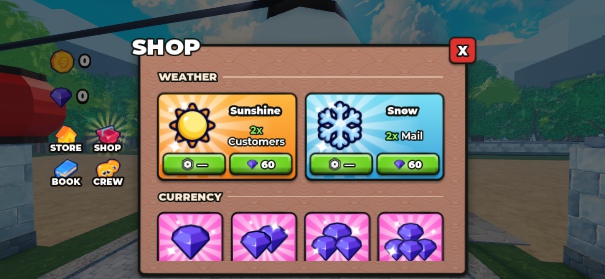 SHOP
X
WEATHER
0
0
Sunshine
2x
Customers
—
60
Snow
2x Mail
—
60
STORE
SHOP
BOOK
CREW
CURRENCY